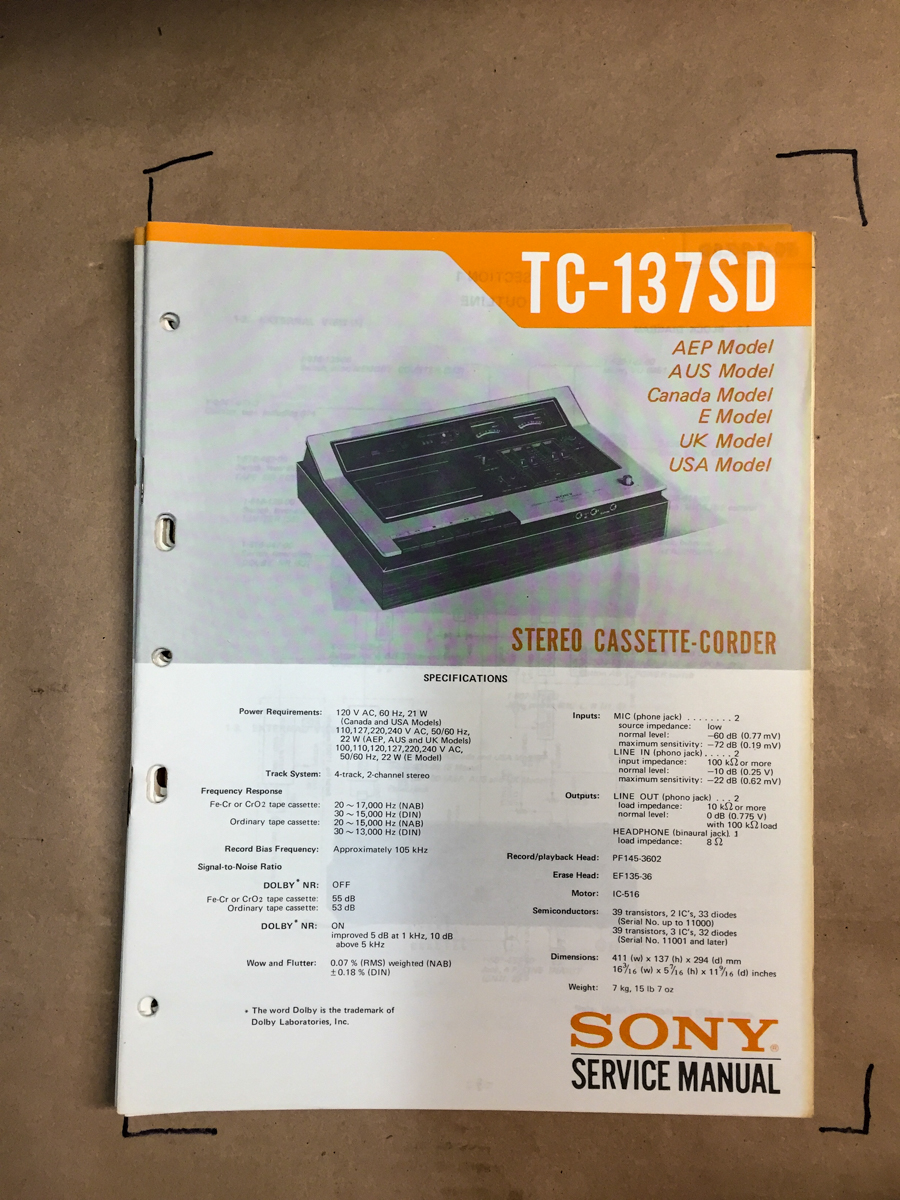 TC-137SD
AEP Model
AUS Model
Canada Model
E Model
UK Model
USA Model
STEREO CASSETTE-CORDER
SPECIFICATIONS
Power Requirements: 120 V AC, 60 Hz, 21 W
(Canada and USA Models)
110,127,220,240 V AC, 50/60 Hz,
22 W (AEP, AUS and UK Models)
100,110,120,127,220,240 V AC,
50/60 Hz, 22 W (E Model)
Track System: 4-track, 2-channel stereo
Frequency Response
Fe-Cr or CrO2 tape cassette: 20 ~ 17,000 Hz (NAB)
30 ~ 15,000 Hz (DIN)
Ordinary tape cassette: 20 ~ 15,000 Hz (NAB)
30 ~ 13,000 Hz (DIN)
Record Bias Frequency: Approximately 105 kHz
Signal-to-Noise Ratio
DOLBY* NR: OFF
Fe-Cr or CrO2 tape cassette: 55 dB
Ordinary tape cassette: 53 dB
DOLBY* NR: ON
improved 5 dB at 1 kHz, 10 dB
above 5 kHz
Wow and Flutter: 0.07 % (RMS) weighted (NAB)
±0.18 % (DIN)
* The word Dolby is the trademark of
Dolby Laboratories, Inc.
Inputs: MIC (phone jack) . . . . . . . . 2
source impedance: low
normal level: −60 dB (0.77 mV)
maximum sensitivity: −72 dB (0.19 mV)
LINE IN (phono jack) . . . . . 2
input impedance: 100 kΩ or more
normal level: −10 dB (0.25 V)
maximum sensitivity: −22 dB (0.62 mV)
Outputs: LINE OUT (phono jack) . . . 2
load impedance: 10 kΩ or more
normal level: 0 dB (0.775 V)
with 100 kΩ load
HEADPHONE (binaural jack). 1
load impedance: 8 Ω
Record/playback Head: PF145-3602
Erase Head: EF135-36
Motor: IC-516
Semiconductors: 39 transistors, 2 IC's, 33 diodes
(Serial No. up to 11000)
39 transistors, 3 IC's, 32 diodes
(Serial No. 11001 and later)
Dimensions: 411 (w) x 137 (h) x 294 (d) mm
16 3/16 (w) x 5 7/16 (h) x 11 9/16 (d) inches
Weight: 7 kg, 15 lb 7 oz
SONY®
SERVICE MANUAL